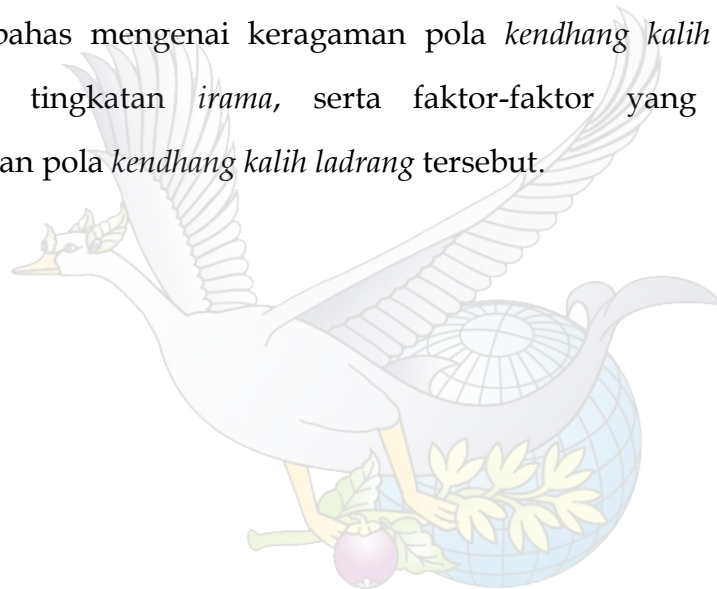 bahas mengenai keragaman pola kendhang kalih
tingkatan irama, serta faktor-faktor yang
an pola kendhang kalih ladrang tersebut.